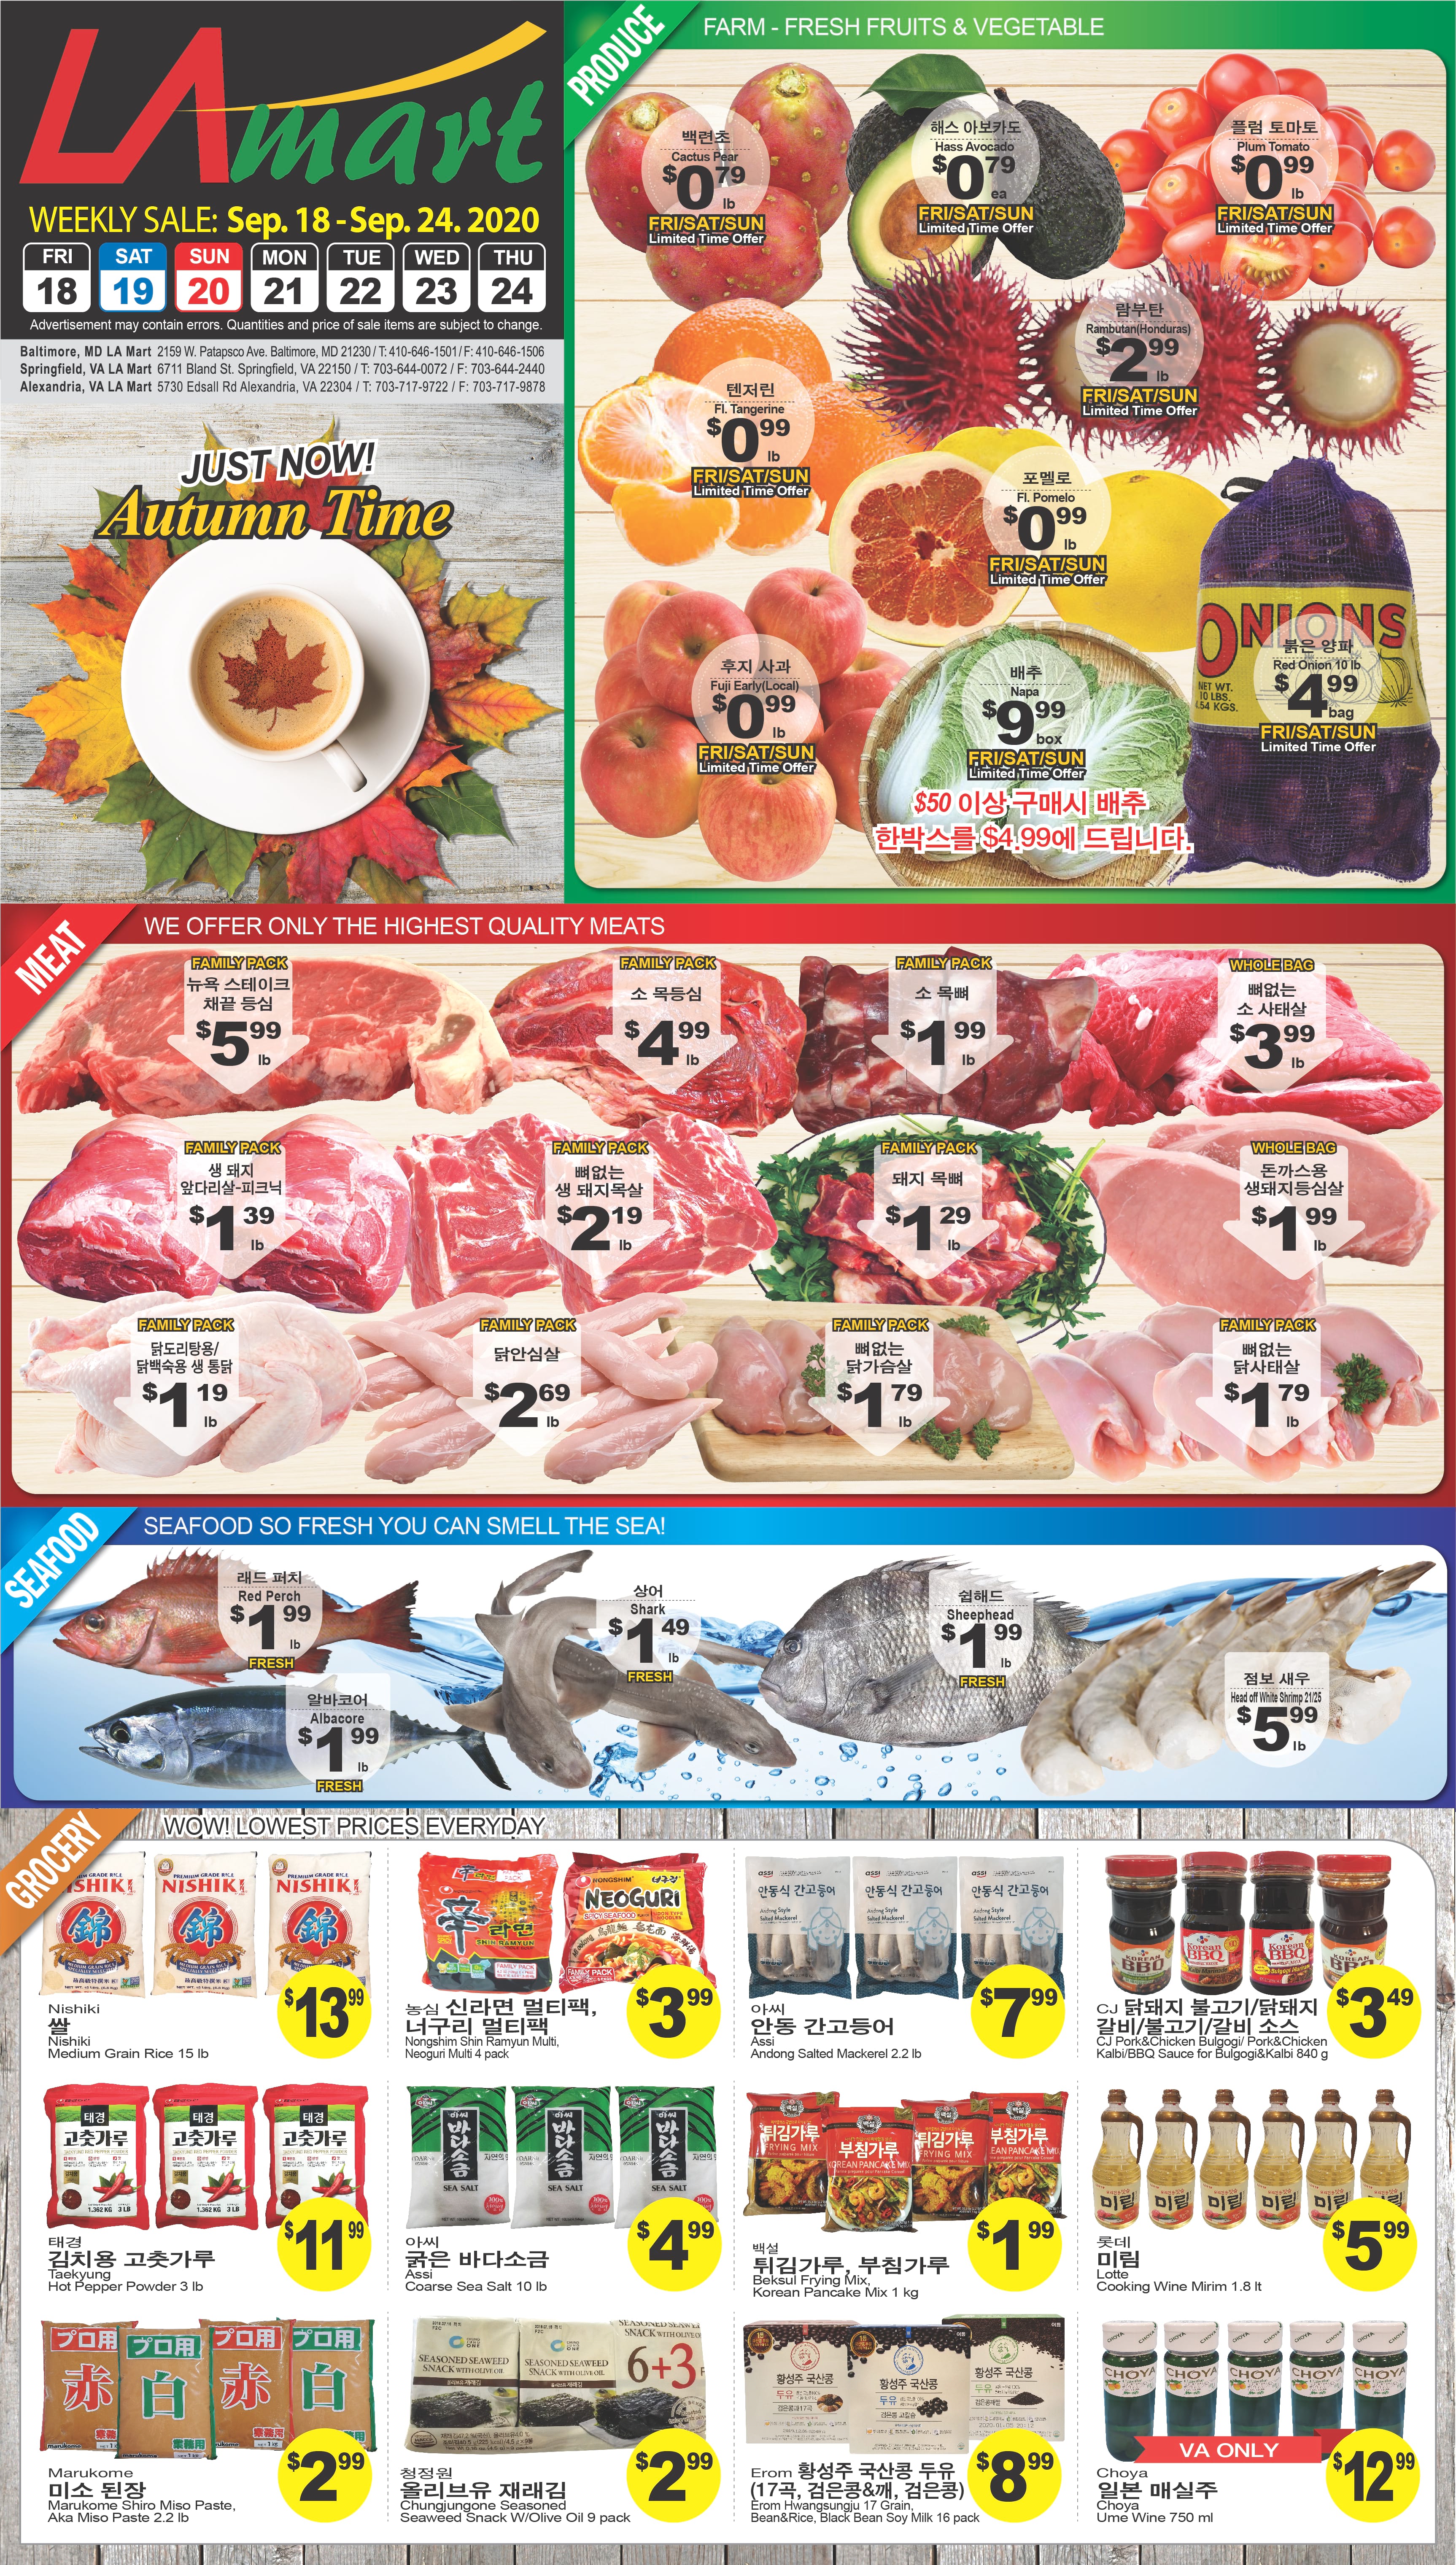 LA mart
WEEKLY SALE: Sep. 18 - Sep. 24. 2020
FRI SAT SUN MON TUE WED THU
18 19 20 21 22 23 24
Advertisement may contain errors. Quantities and price of sale items are subject to change.
Baltimore, MD LA Mart 2159 W. Patapsco Ave. Baltimore, MD 21230 / T: 410-646-1501 / F: 410-646-1506
Springfield, VA LA Mart 6711 Bland St. Springfield, VA 22150 / T: 703-644-0072 / F: 703-644-2440
Alexandria, VA LA Mart 5730 Edsall Rd Alexandria, VA 22304 / T: 703-717-9722 / F: 703-717-9878
JUST NOW!
Autumn Time
PRODUCE
FARM - FRESH FRUITS & VEGETABLE
백련초
Cactus Pear
$0.79 lb
FRI/SAT/SUN
Limited Time Offer
해스 아보카도
Hass Avocado
$0.79 ea
FRI/SAT/SUN
Limited Time Offer
플럼 토마토
Plum Tomato
$0.99 lb
FRI/SAT/SUN
Limited Time Offer
람부탄
Rambutan(Honduras)
$2.99 lb
FRI/SAT/SUN
Limited Time Offer
텐저린
Fl. Tangerine
$0.99 lb
FRI/SAT/SUN
Limited Time Offer
포멜로
Fl. Pomelo
$0.99 lb
FRI/SAT/SUN
Limited Time Offer
후지 사과
Fuji Early(Local)
$0.99 lb
FRI/SAT/SUN
Limited Time Offer
배추
Napa
$9.99 box
FRI/SAT/SUN
Limited Time Offer
$50 이상 구매시 배추
한박스를 $4.99에 드립니다.
ONIONS
NET WT.
10 LBS.
4.54 KGS.
붉은 양파
Red Onion 10 lb
$4.99 bag
FRI/SAT/SUN
Limited Time Offer
MEAT
WE OFFER ONLY THE HIGHEST QUALITY MEATS
FAMILY PACK
뉴욕 스테이크
채끝 등심
$5.99 lb
FAMILY PACK
소 목등심
$4.99 lb
FAMILY PACK
소 목뼈
$1.99 lb
WHOLE BAG
뼈없는
소 사태살
$3.99 lb
FAMILY PACK
생 돼지
앞다리살-피크닉
$1.39 lb
FAMILY PACK
뼈없는
생 돼지목살
$2.19 lb
FAMILY PACK
돼지 목뼈
$1.29 lb
WHOLE BAG
돈까스용
생돼지등심살
$1.99 lb
FAMILY PACK
닭도리탕용/
닭백숙용 생 통닭
$1.19 lb
FAMILY PACK
닭안심살
$2.69 lb
FAMILY PACK
뼈없는
닭가슴살
$1.79 lb
FAMILY PACK
뼈없는
닭사태살
$1.79 lb
SEAFOOD
SEAFOOD SO FRESH YOU CAN SMELL THE SEA!
래드 퍼치
Red Perch
$1.99 lb
FRESH
알바코어
Albacore
$1.99 lb
FRESH
상어
Shark
$1.49 lb
FRESH
쉽해드
Sheephead
$1.99 lb
FRESH
점보 새우
Head off White Shrimp 21/25
$5.99 lb
GROCERY
WOW! LOWEST PRICES EVERYDAY
Nishiki
쌀
Nishiki
Medium Grain Rice 15 lb
$13.99
농심 신라면 멀티팩,
너구리 멀티팩
Nongshim Shin Ramyun Multi,
Neoguri Multi 4 pack
$3.99
아씨
안동 간고등어
Assi
Andong Salted Mackerel 2.2 lb
$7.99
CJ 닭돼지 불고기/닭돼지
갈비/불고기/갈비 소스
CJ Pork&Chicken Bulgogi/ Pork&Chicken
Kalbi/BBQ Sauce for Bulgogi&Kalbi 840 g
$3.49
태경
김치용 고춧가루
Taekyung
Hot Pepper Powder 3 lb
$11.99
아씨
굵은 바다소금
Assi
Coarse Sea Salt 10 lb
$4.99
백설
튀김가루, 부침가루
Beksul Frying Mix,
Korean Pancake Mix 1 kg
$1.99
롯데
미림
Lotte
Cooking Wine Mirim 1.8 lt
$5.99
Marukome
미소 된장
Marukome Shiro Miso Paste,
Aka Miso Paste 2.2 lb
$2.99
청정원
올리브유 재래김
Chungjungone Seasoned
Seaweed Snack W/Olive Oil 9 pack
$2.99
Erom 황성주 국산콩 두유
(17곡, 검은콩&깨, 검은콩)
Erom Hwangsungju 17 Grain,
Bean&Rice, Black Bean Soy Milk 16 pack
$8.99
VA ONLY
Choya
일본 매실주
Choya
Ume Wine 750 ml
$12.99